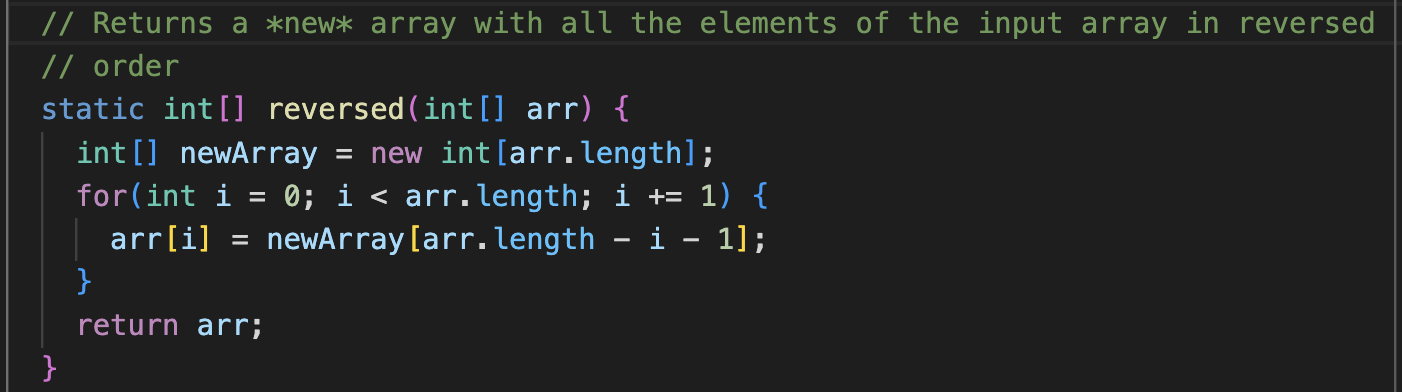 // Returns a *new* array with all the elements of the input array in reversed
// order
static int[] reversed(int[] arr) {
  int[] newArray = new int[arr.length];
  for(int i = 0; i < arr.length; i += 1) {
    arr[i] = newArray[arr.length - i - 1];
  }
  return arr;
}